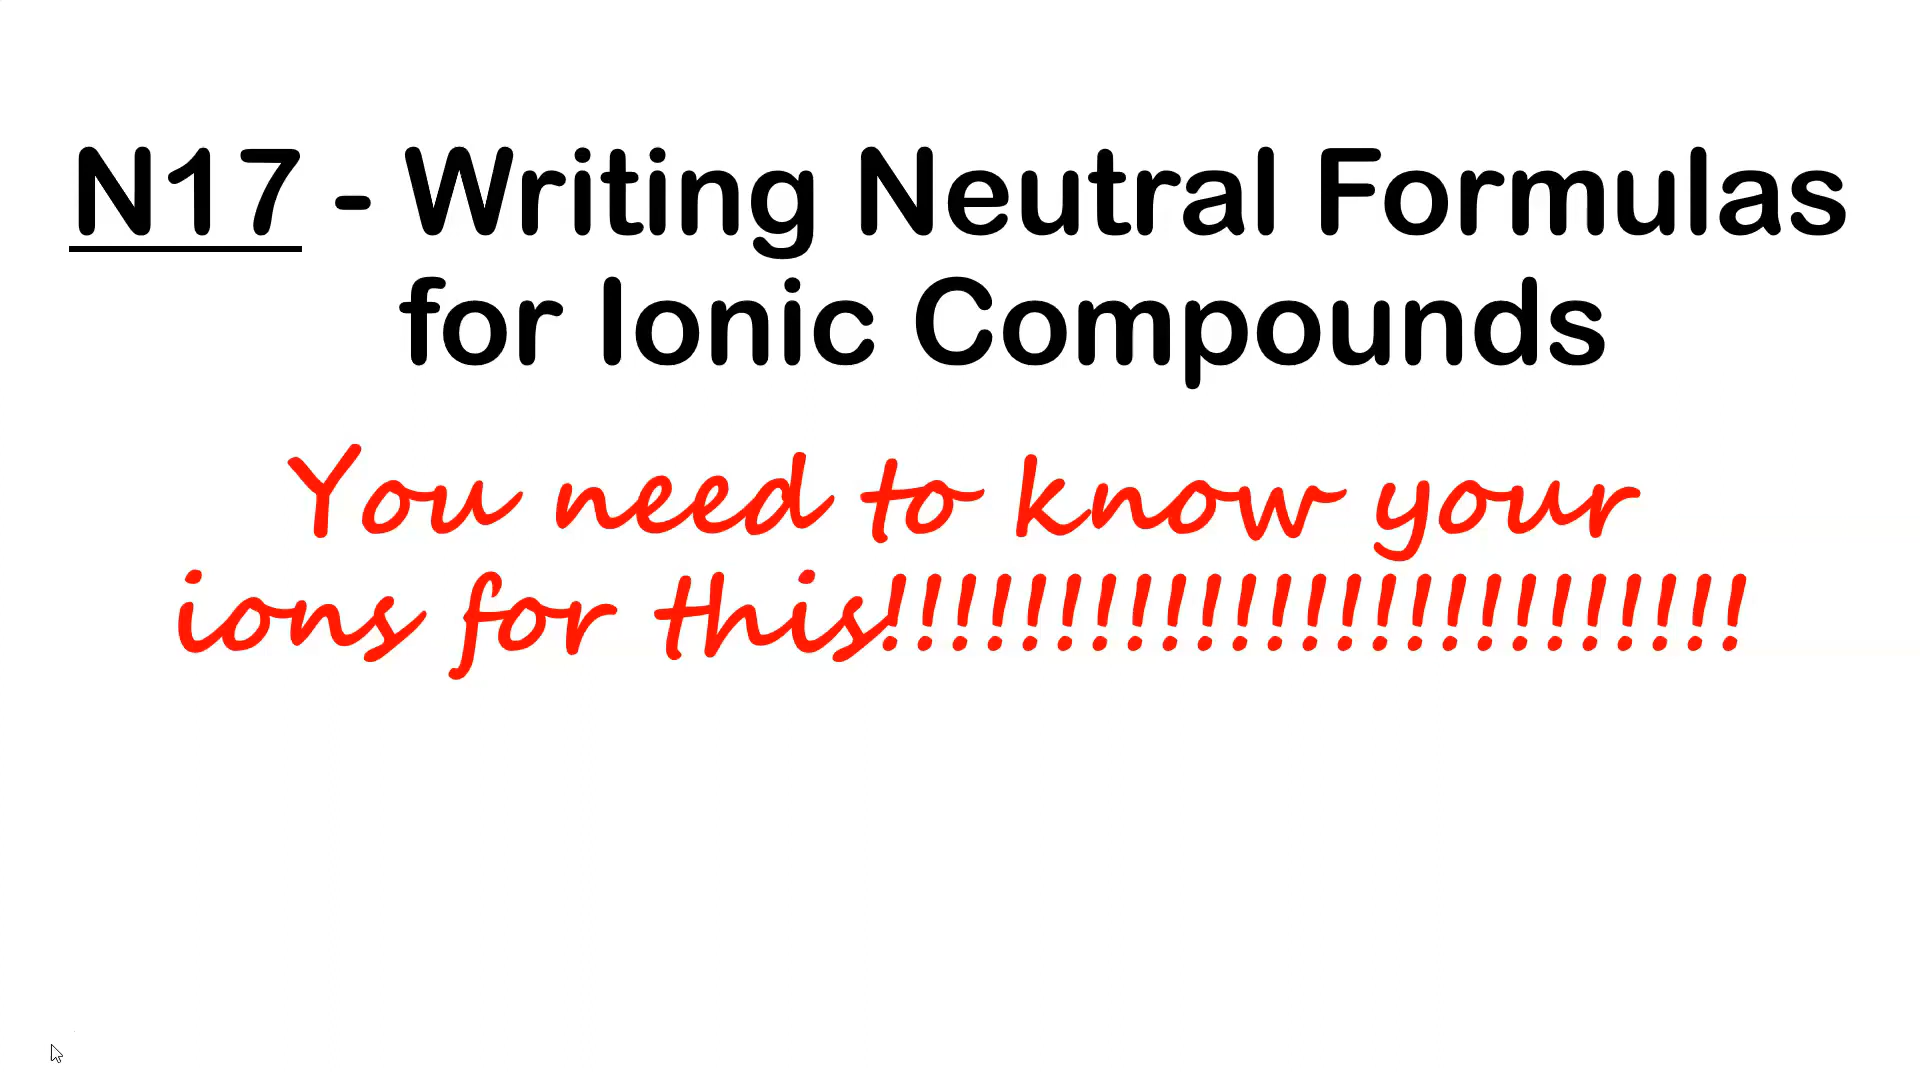 N17 - Writing Neutral Formulas
for Ionic Compounds
You need to know your
ions for this!!!!!!!!!!!!!!!!!!!!!!!!!